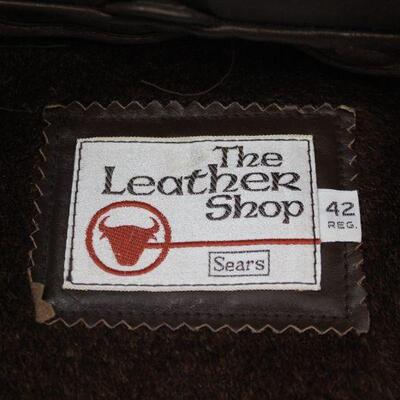 The
Leather
Shop
42
REG.
Sears